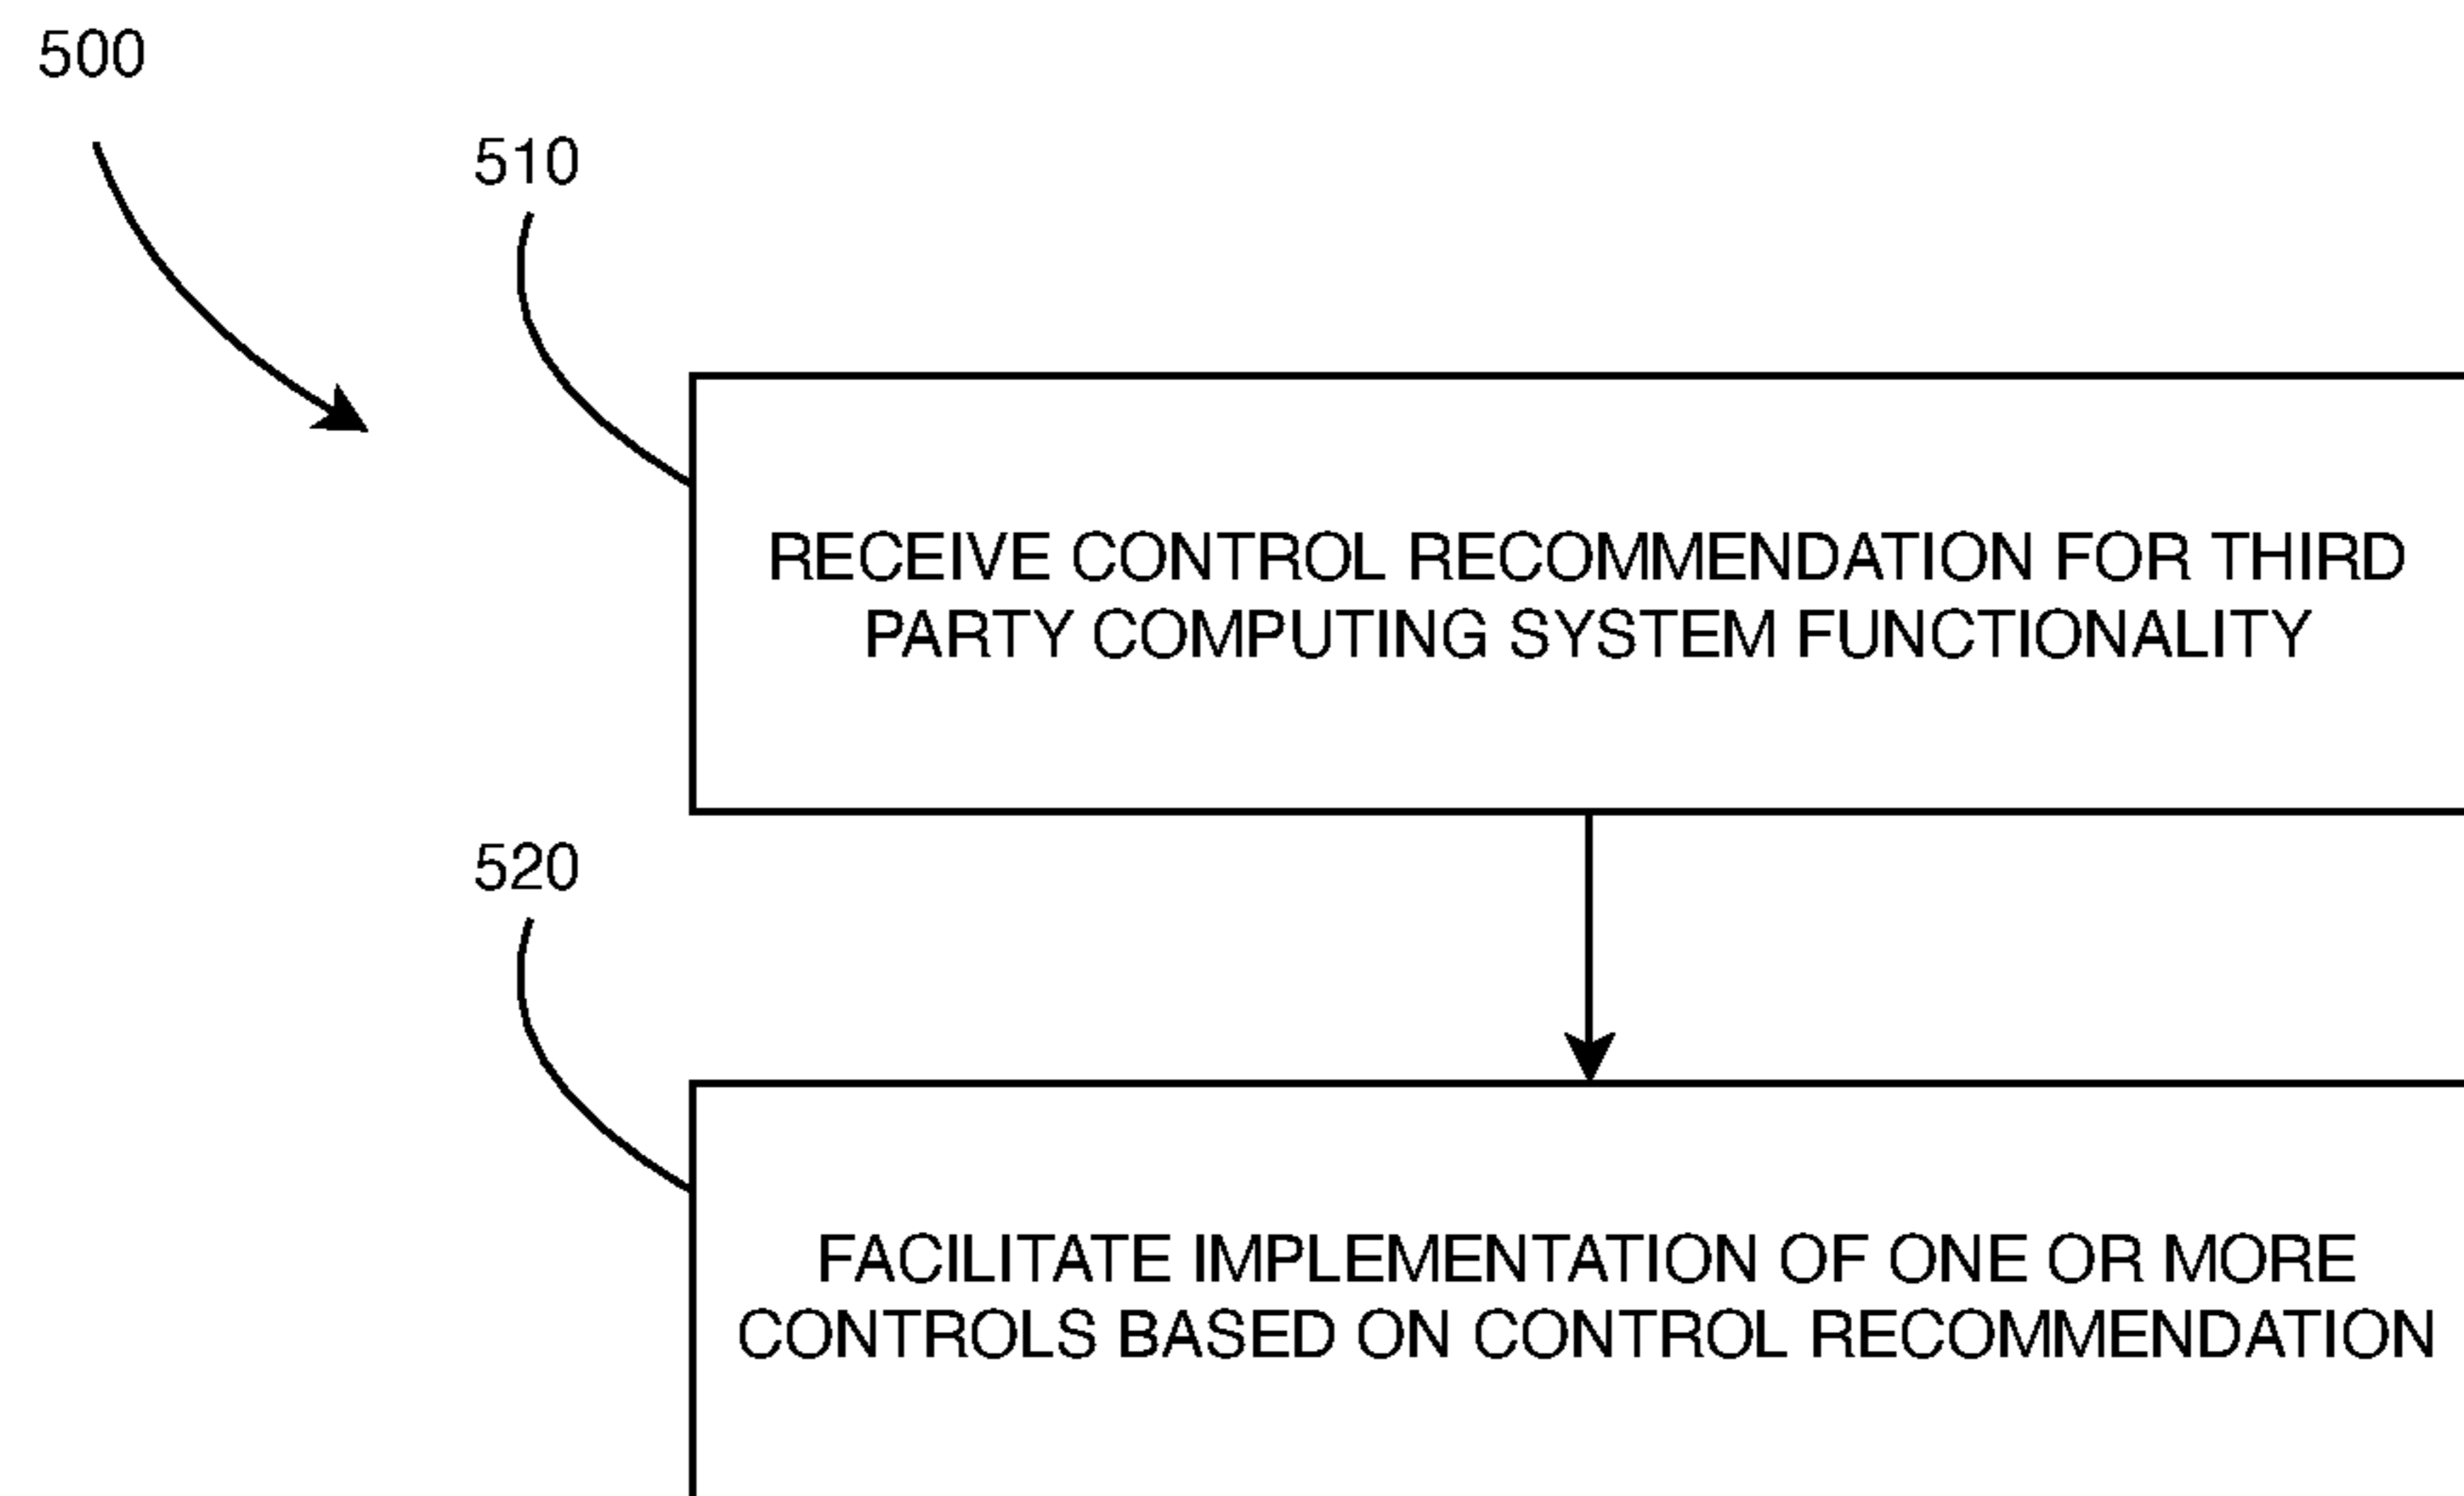 500
510
RECEIVE CONTROL RECOMMENDATION FOR THIRD
PARTY COMPUTING SYSTEM FUNCTIONALITY
520
FACILITATE IMPLEMENTATION OF ONE OR MORE
CONTROLS BASED ON CONTROL RECOMMENDATION